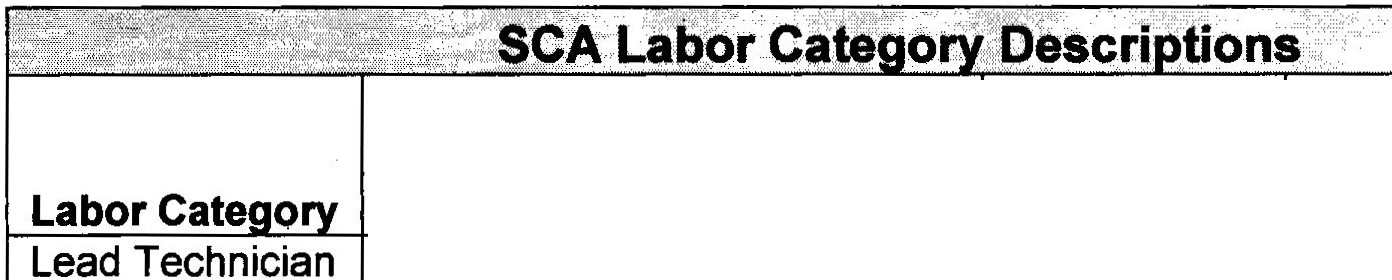 SCA Labor Category Descriptions
Labor Category
Lead Technician